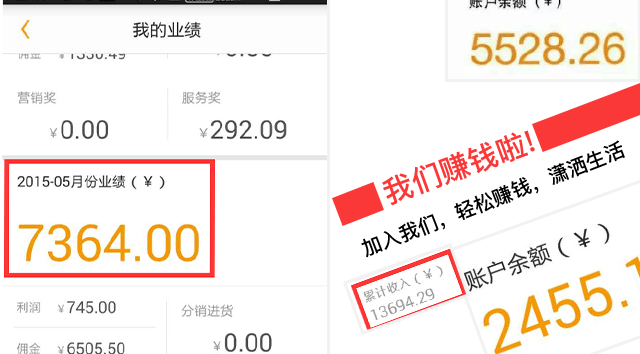 我的业绩
佣金
¥1330.49
营销奖
服务奖
¥0.00
¥292.09
2015-05月份业绩（¥）
7364.00
利润 ¥745.00
分销进货
佣金 ¥6505.50
¥0.00
账户余额（¥）
5528.26
我们赚钱啦!
加入我们，轻松赚钱，潇洒生活
累计收入（¥）
13694.29
账户余额（¥）
2455.1